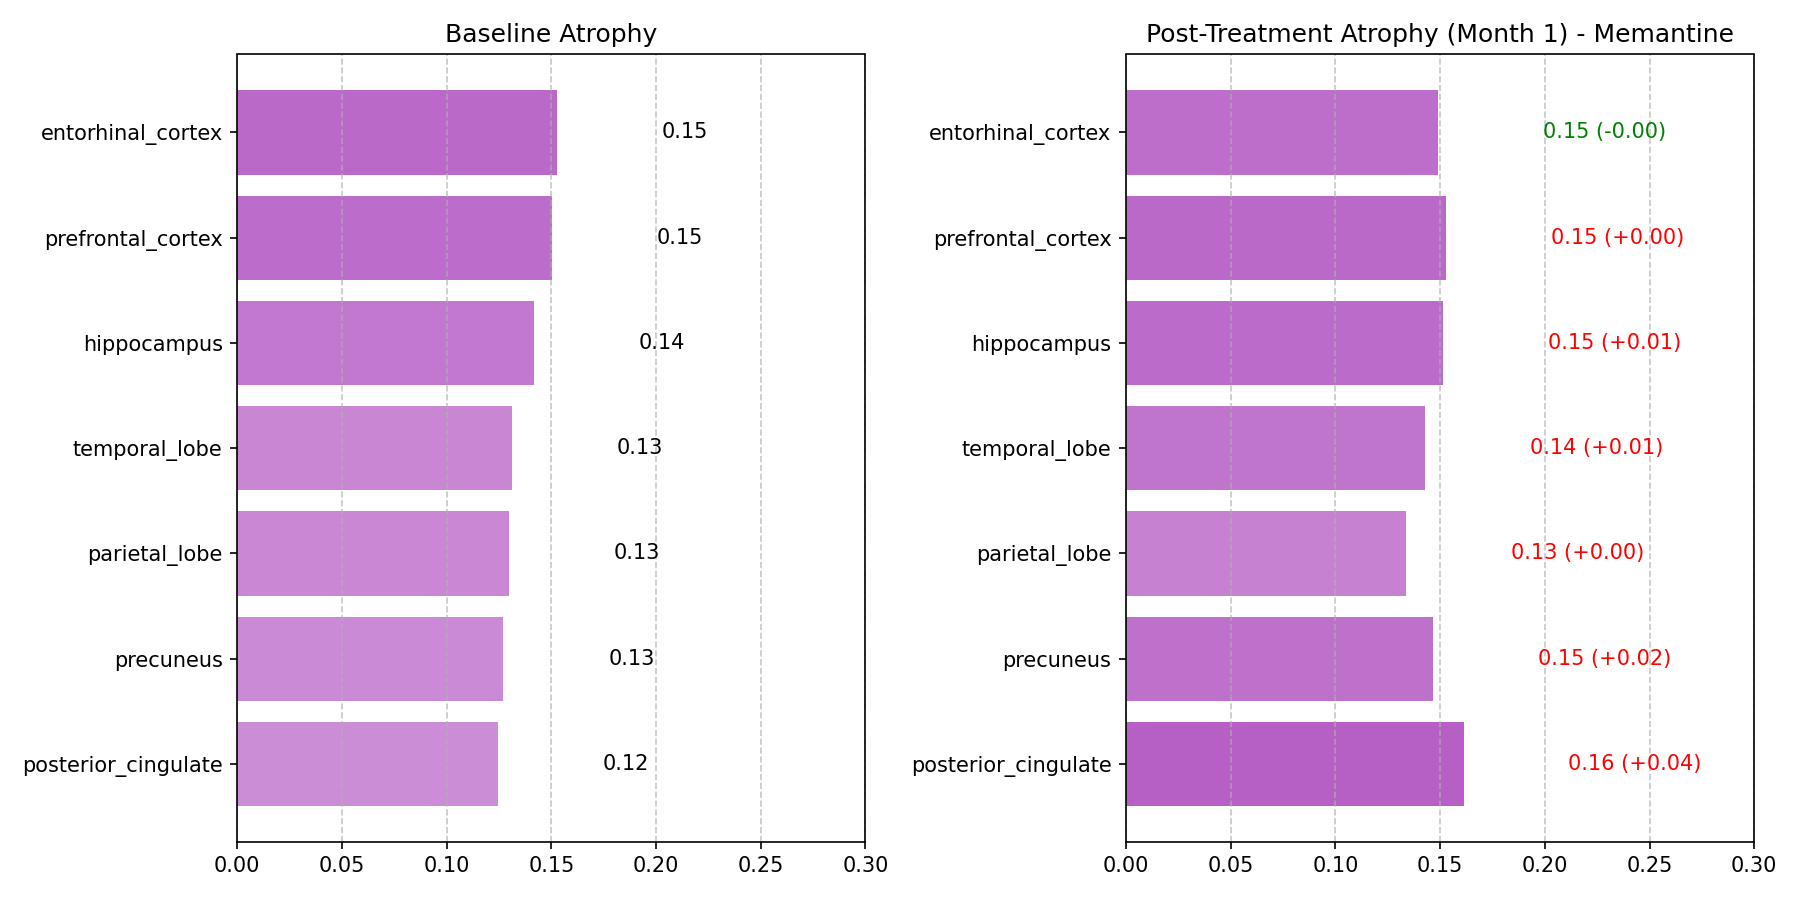 Baseline Atrophy
entorhinal_cortex
0.15
prefrontal_cortex
0.15
hippocampus
0.14
temporal_lobe
0.13
parietal_lobe
0.13
precuneus
0.13
posterior_cingulate
0.12
0.00 0.05 0.10 0.15 0.20 0.25 0.30
Post-Treatment Atrophy (Month 1) - Memantine
entorhinal_cortex
0.15 (-0.00)
prefrontal_cortex
0.15 (+0.00)
hippocampus
0.15 (+0.01)
temporal_lobe
0.14 (+0.01)
parietal_lobe
0.13 (+0.00)
precuneus
0.15 (+0.02)
posterior_cingulate
0.16 (+0.04)
0.00 0.05 0.10 0.15 0.20 0.25 0.30